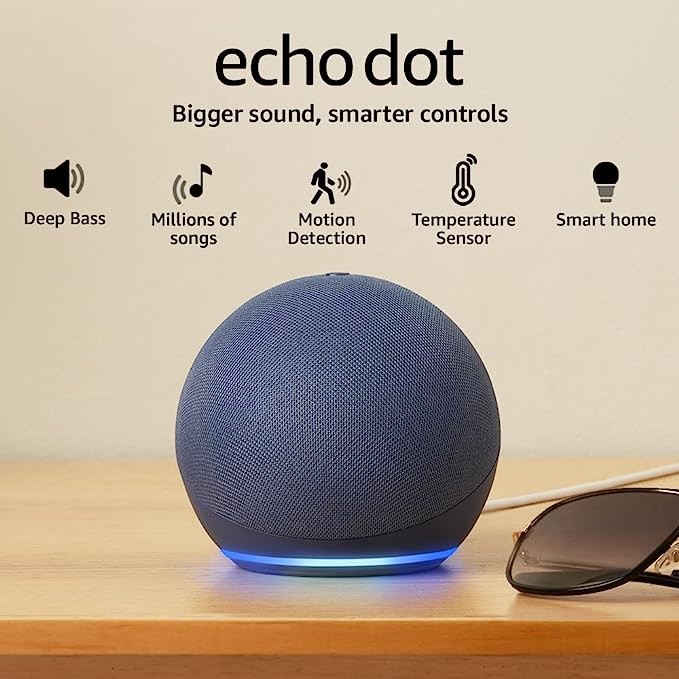 echo dot
Bigger sound, smarter controls
Deep Bass
Millions of
songs
Motion
Detection
Temperature
Sensor
Smart home